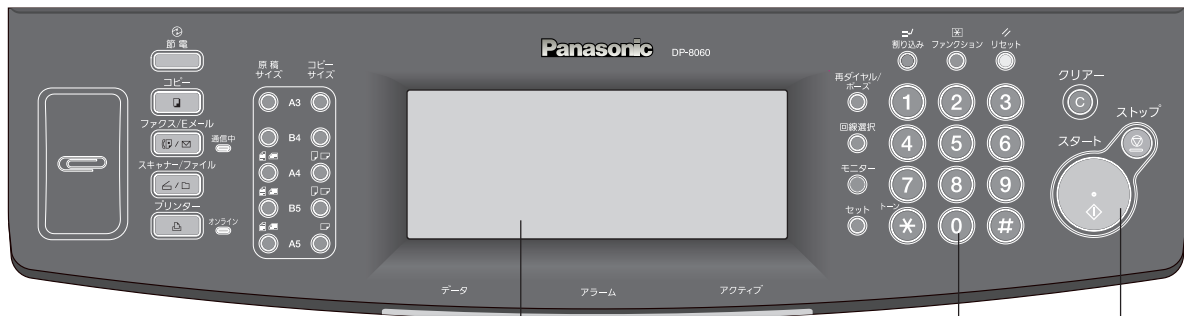 節電
コピー
ファクス/Eメール
通信中
スキャナー/ファイル
プリンター
オンライン
原稿
サイズ
コピー
サイズ
A3
B4
A4
B5
A5
Panasonic DP-8060
データ
アラーム
アクティブ
割り込み
ファンクション
リセット
再ダイヤル/
ポーズ
回線選択
モニター
セット
トーン
1 2 3
4 5 6
7 8 9
* 0 #
クリアー
C
ストップ
スタート